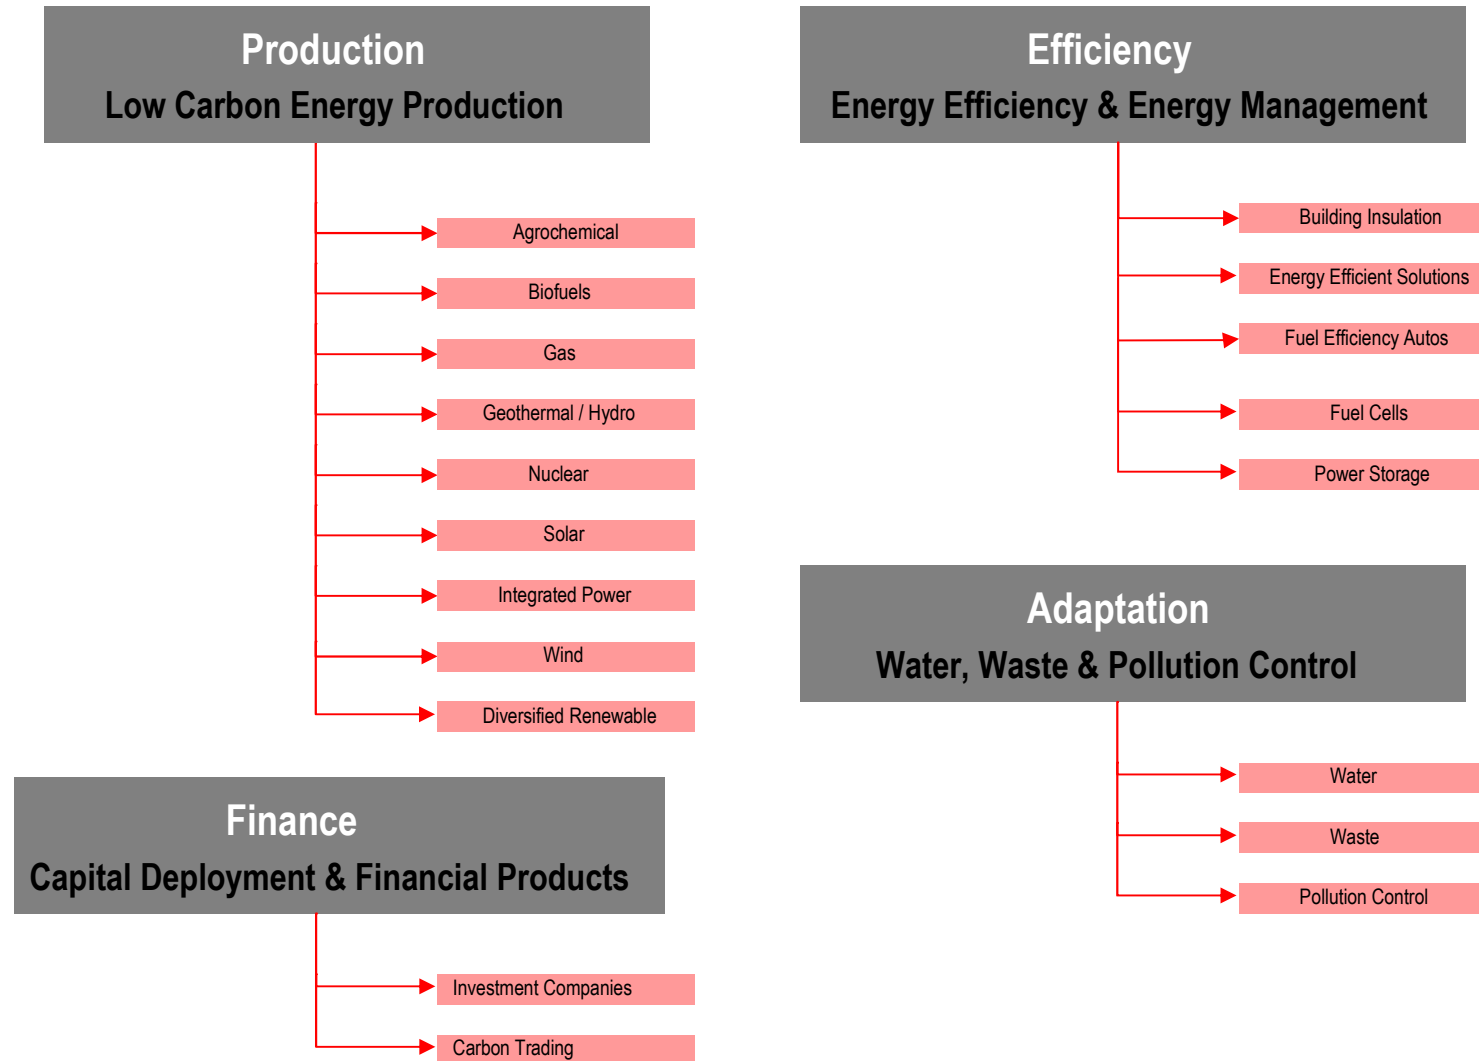 Production
Low Carbon Energy Production
Agrochemical
Biofuels
Gas
Geothermal / Hydro
Nuclear
Solar
Integrated Power
Wind
Diversified Renewable
Finance
Capital Deployment & Financial Products
Investment Companies
Carbon Trading
Efficiency
Energy Efficiency & Energy Management
Building Insulation
Energy Efficient Solutions
Fuel Efficiency Autos
Fuel Cells
Power Storage
Adaptation
Water, Waste & Pollution Control
Water
Waste
Pollution Control